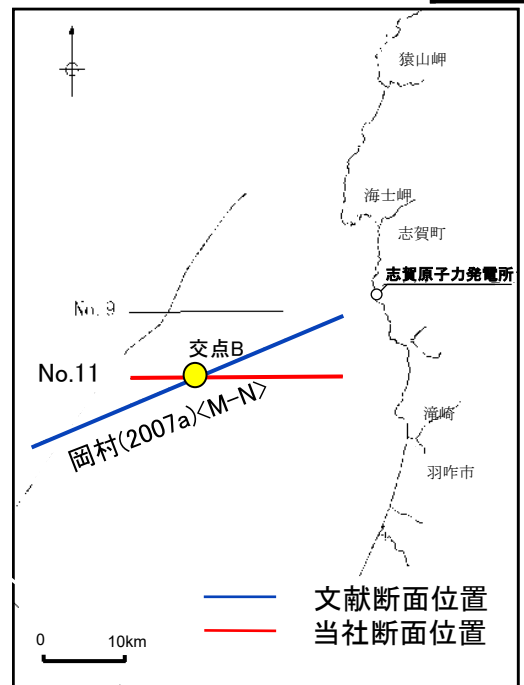 猿山岬
海士岬
志賀町
志賀原子力発電所
No. 9
交点B
No.11
岡村(2007a)<M-N>
滝崎
羽咋市
文献断面位置
当社断面位置
0 10km